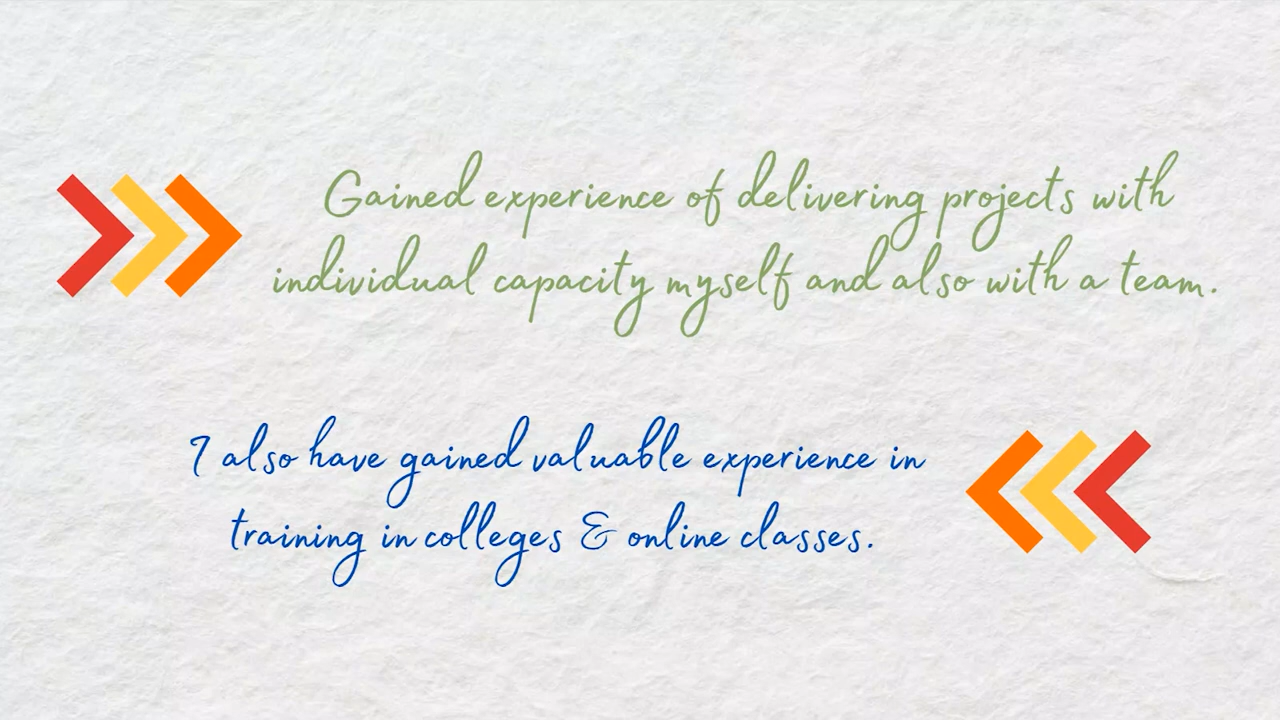 Gained experience of delivering projects with
individual capacity myself and also with a team.
I also have gained valuable experience in
training in colleges & online classes.